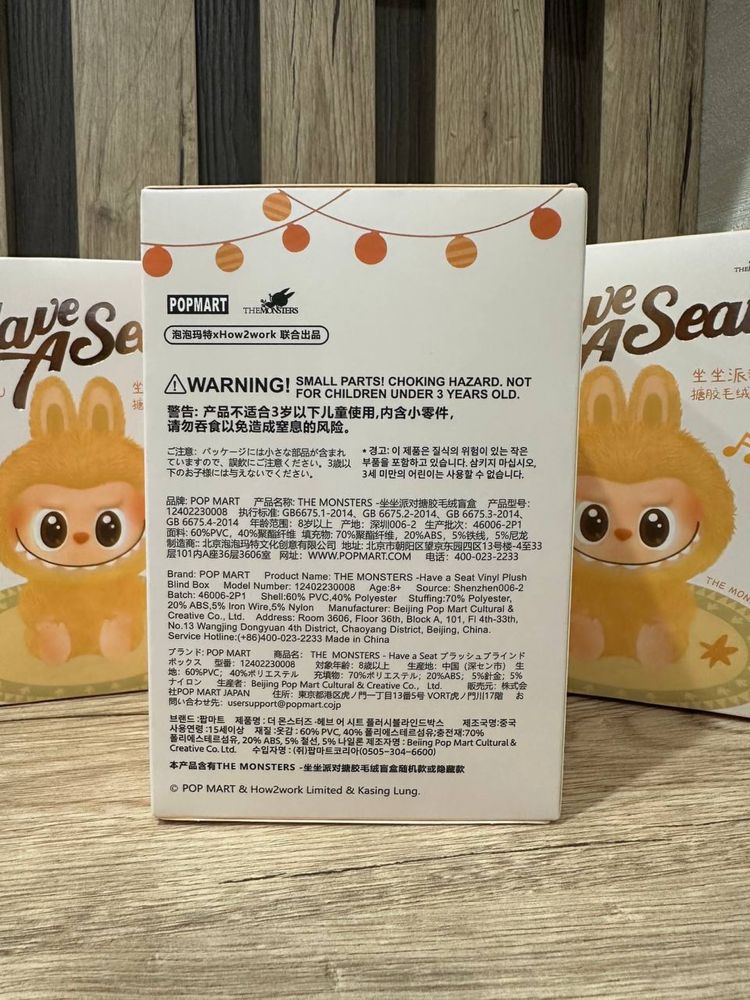 POPMART THEMONSTERS
泡泡玛特xHow2work 联合出品
WARNING! SMALL PARTS! CHOKING HAZARD. NOT
FOR CHILDREN UNDER 3 YEARS OLD.
警告: 产品不适合3岁以下儿童使用,内含小零件,
请勿吞食以免造成窒息的风险。
ご注意: パッケージには小さな部品が含まれ
ていますので、誤飲にご注意ください。3歳以
下のお子様には与えないでください。
• 경고: 이 제품은 질식의 위험이 있는 작은
부품을 포함하고 있습니다. 삼키지 마십시오,
3세 미만의 어린이는 사용할 수 없습니다.
品牌: POP MART 产品名称: THE MONSTERS -坐坐派对搪胶毛绒盲盒 产品型号:
12402230008 执行标准: GB6675.1-2014、GB 6675.2-2014、GB 6675.3-2014、
GB 6675.4-2014 年龄范围: 8岁以上 产地: 深圳006-2 生产批次: 46006-2P1
面料: 60%PVC, 40%聚酯纤维 填充物: 70%聚酯纤维, 20%ABS, 5%铁线, 5%尼龙
制造商:: 北京泡泡玛特文化创意有限公司 地址: 北京市朝阳区望京东园四区13号楼-4至33
层101内A座36层3606室 网址: WWW.POPMART.COM 电话: 400-023-2233
Brand: POP MART Product Name: THE MONSTERS -Have a Seat Vinyl Plush
Blind Box Model Number: 12402230008 Age:8+ Source: Shenzhen006-2
Batch: 46006-2P1 Shell:60% PVC,40% Polyester Stuffing:70% Polyester,
20% ABS,5% Iron Wire,5% Nylon Manufacturer: Beijing Pop Mart Cultural &
Creative Co., Ltd. Address: Room 3606, Floor 36th, Block A, 101, Fl 4th-33th,
No.13 Wangjing Dongyuan 4th District, Chaoyang District, Beijing, China.
Service Hotline:(+86)400-023-2233 Made in China
ブランド: POP MART 商品名: THE MONSTERS - Have a Seat プラッシュブラインド
ボックス 型番: 12402230008 対象年齢: 8歳以上 生産地: 中国 (深セン市) 生
地: 60%PVC; 40%ポリエステル 充填物: 70%ポリエステル; 20%ABS; 5%針金; 5%
ナイロン 生産者: Beijing Pop Mart Cultural & Creative Co., Ltd. 販売元: 株式会
社POP MART JAPAN 住所: 東京都港区虎ノ門一丁目13番5号 VORT虎ノ門川17階 お
問い合わせ先: usersupport@popmart.cojp
브랜드 :팝마트 제품명 : 더 몬스터즈 -헤브 어 시트 플러시블라인드박스 제조국명:중국
사용연령 :15세이상 재질 :옷감 : 60% PVC, 40% 폴리에스테르섬유;충전재:70%
폴리에스테르섬유, 20% ABS, 5% 철선, 5% 나일론 제조자명 : Beijing Pop Mart Cultural &
Creative Co. Ltd. 수입자명 : (주)팝마트코리아(0505-304-6600)
本产品含有THE MONSTERS -坐坐派对搪胶毛绒盲盒随机款或隐藏款
© POP MART & How2work Limited & Kasing Lung.
ave
A Se
坐
搪
THE
ve
A Sea
坐坐派
搪胶毛绒
THE MON